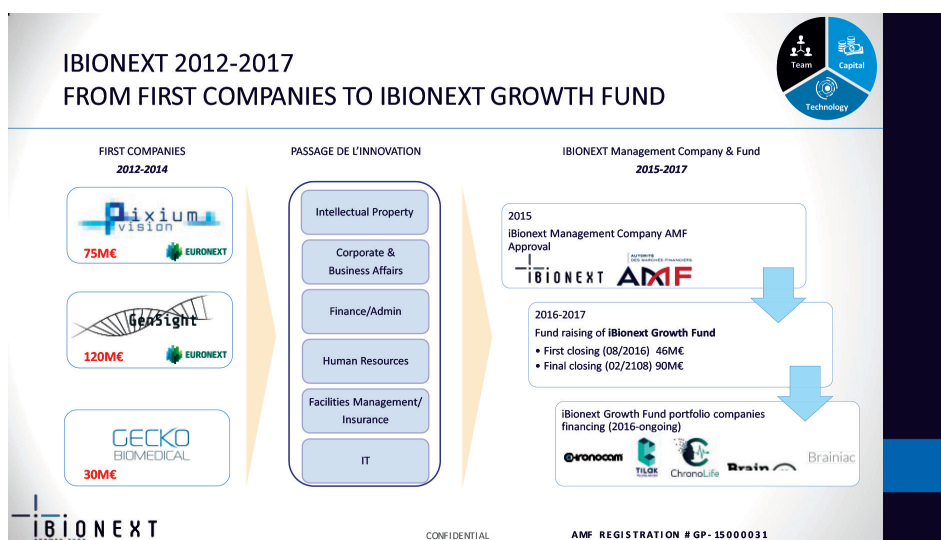 IBIONEXT 2012-2017
FROM FIRST COMPANIES TO IBIONEXT GROWTH FUND
Team
Capital
Technology
FIRST COMPANIES
2012-2014
Pixium
vision
75M€
EURONEXT
GenSight
120M€
EURONEXT
GECKO
BIOMEDICAL
30M€
PASSAGE DE L'INNOVATION
Intellectual Property
Corporate &
Business Affairs
Finance/Admin
Human Resources
Facilities Management/
Insurance
IT
IBIONEXT Management Company & Fund
2015-2017
2015
iBionext Management Company AMF
Approval
IBIONEXT
AUTORITÉ
DES MARCHÉS FINANCIERS
AMF
2016-2017
Fund raising of iBionext Growth Fund
• First closing (08/2016) 46M€
• Final closing (02/2108) 90M€
iBionext Growth Fund portfolio companies
financing (2016-ongoing)
Chronocam
TILAK
ChronoLife
Brain
Brainiac
IBIONEXT
CONFIDENTIAL
AMF REGISTRATION # GP-15000031